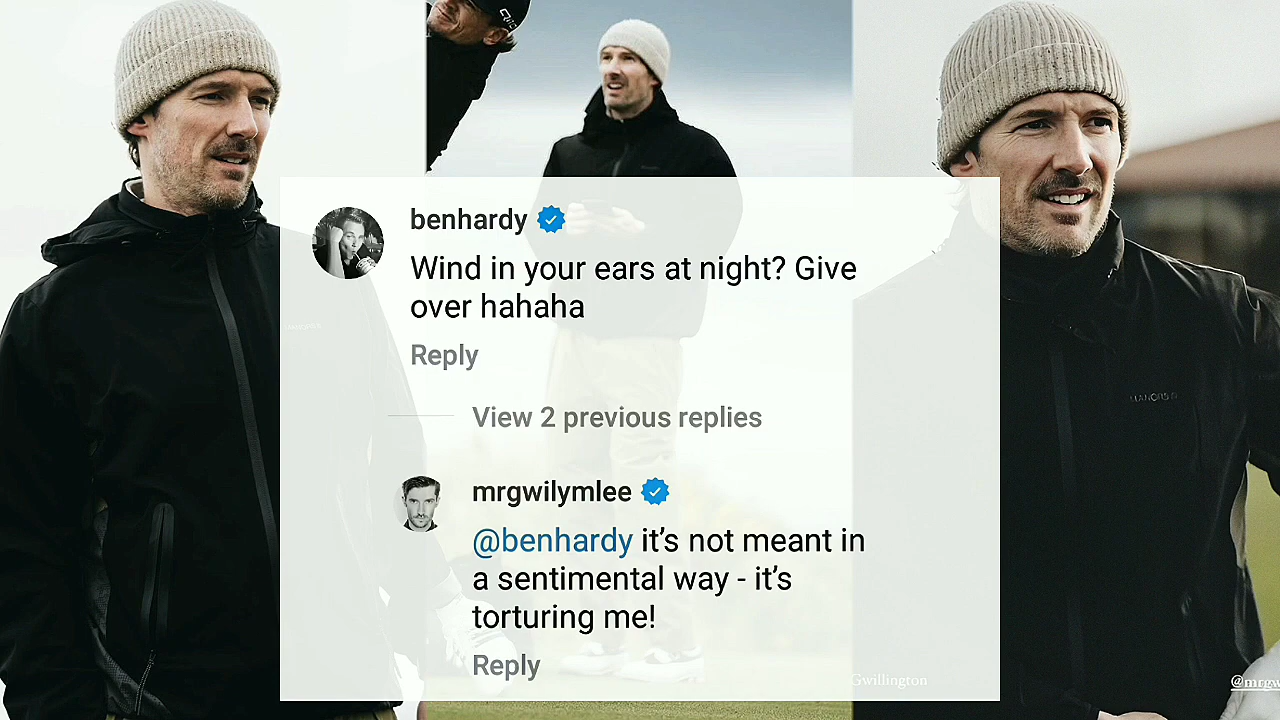 benhardy
Wind in your ears at night? Give
over hahaha
Reply
View 2 previous replies
mrgwilymlee
@benhardy it’s not meant in
a sentimental way - it’s
torturing me!
Reply
Gwillington